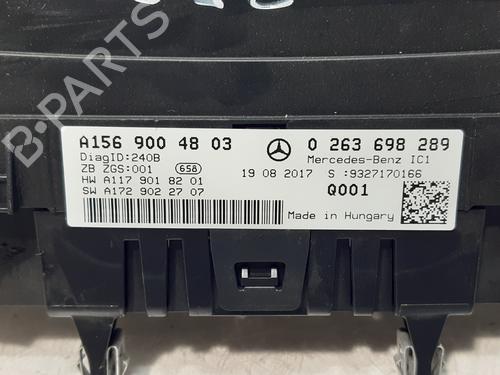 A156 900 48 03
0 263 698 289
DiagID:240B
Mercedes-Benz IC1
ZB ZGS:001
658
19 08 2017
S :9327170166
HW A117 901 82 01
Q001
SW A172 902 27 07
Made in Hungary
B-PARTS